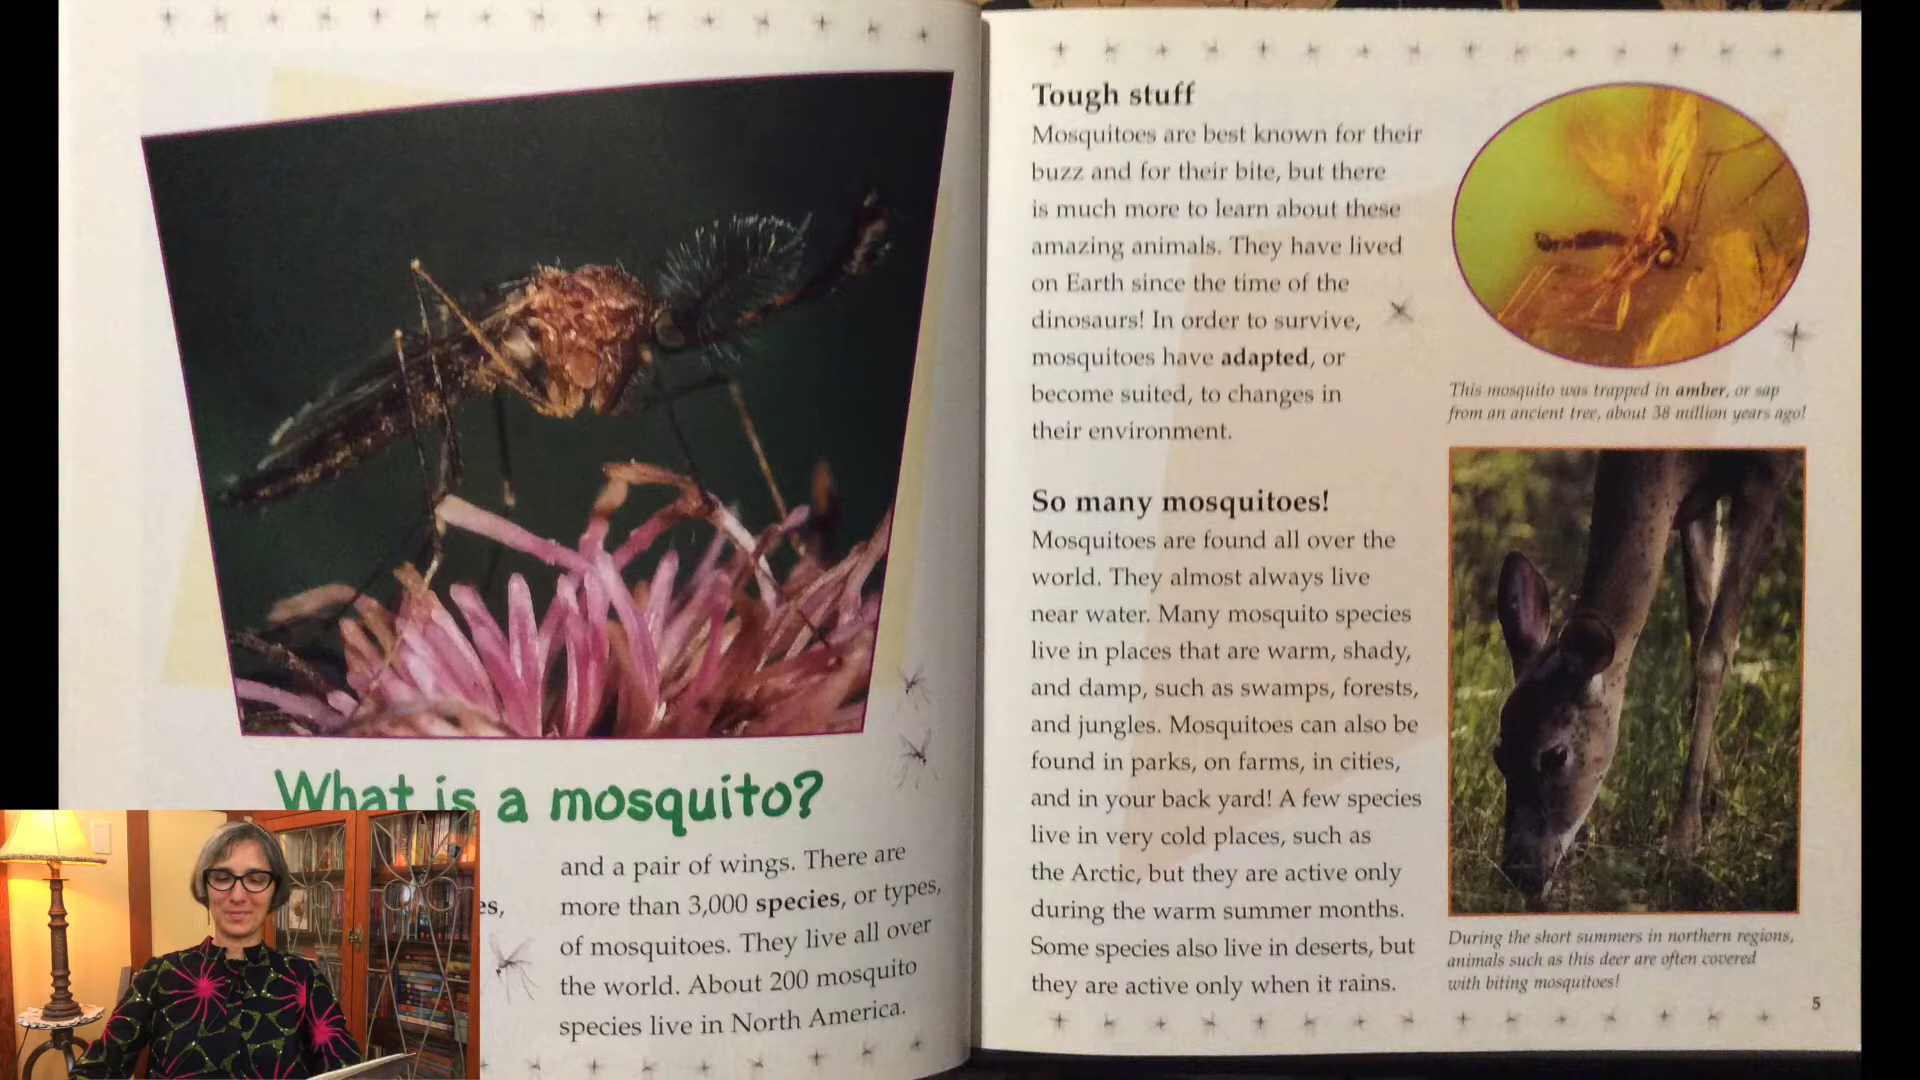 What is a mosquito?
es,
and a pair of wings. There are
more than 3,000 species, or types,
of mosquitoes. They live all over
the world. About 200 mosquito
species live in North America.
Tough stuff
Mosquitoes are best known for their
buzz and for their bite, but there
is much more to learn about these
amazing animals. They have lived
on Earth since the time of the
dinosaurs! In order to survive,
mosquitoes have adapted, or
become suited, to changes in
their environment.
So many mosquitoes!
Mosquitoes are found all over the
world. They almost always live
near water. Many mosquito species
live in places that are warm, shady,
and damp, such as swamps, forests,
and jungles. Mosquitoes can also be
found in parks, on farms, in cities,
and in your back yard! A few species
live in very cold places, such as
the Arctic, but they are active only
during the warm summer months.
Some species also live in deserts, but
they are active only when it rains.
This mosquito was trapped in amber, or sap
from an ancient tree, about 38 million years ago!
During the short summers in northern regions,
animals such as this deer are often covered
with biting mosquitoes!
5